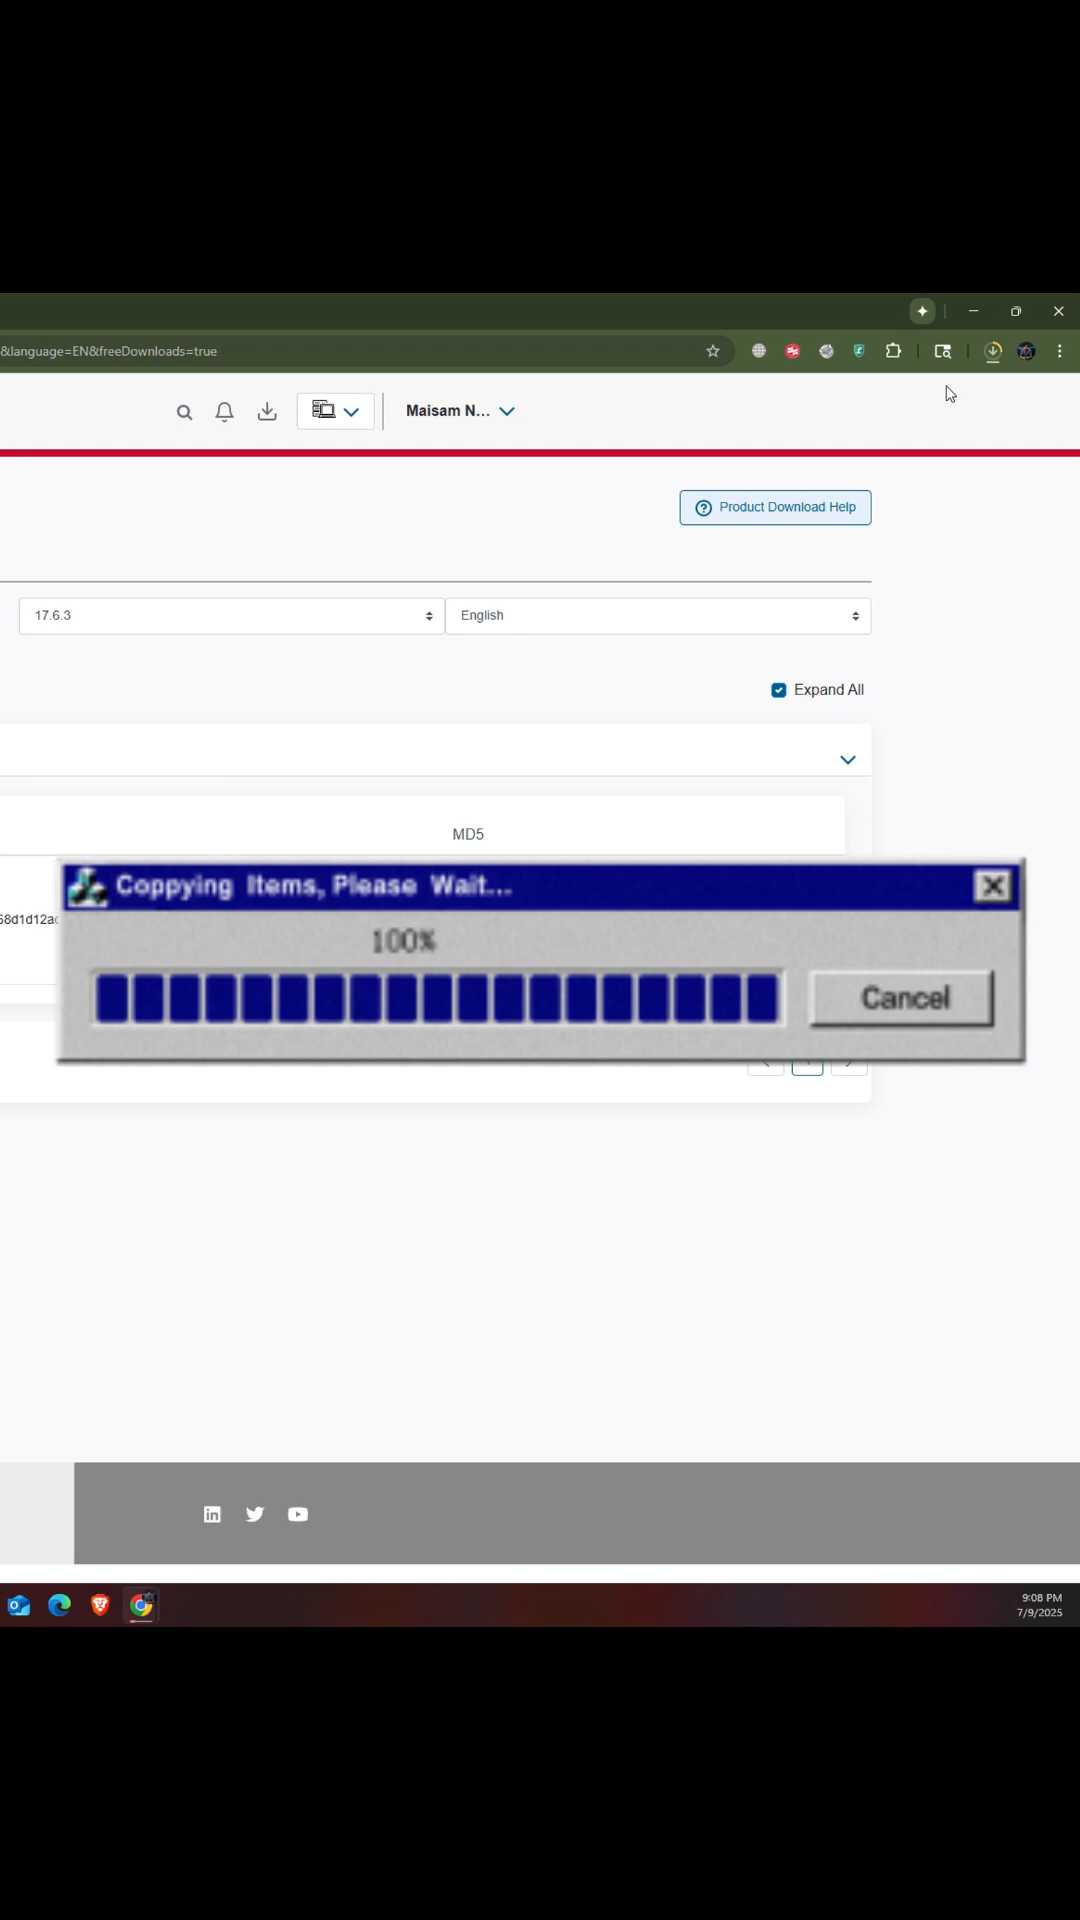 &language=EN&freeDownloads=true
Maisam N...
Product Download Help
17.6.3
English
Expand All
MD5
Coppying Items, Please Wait...
100%
Cancel
9:08 PM
7/9/2025